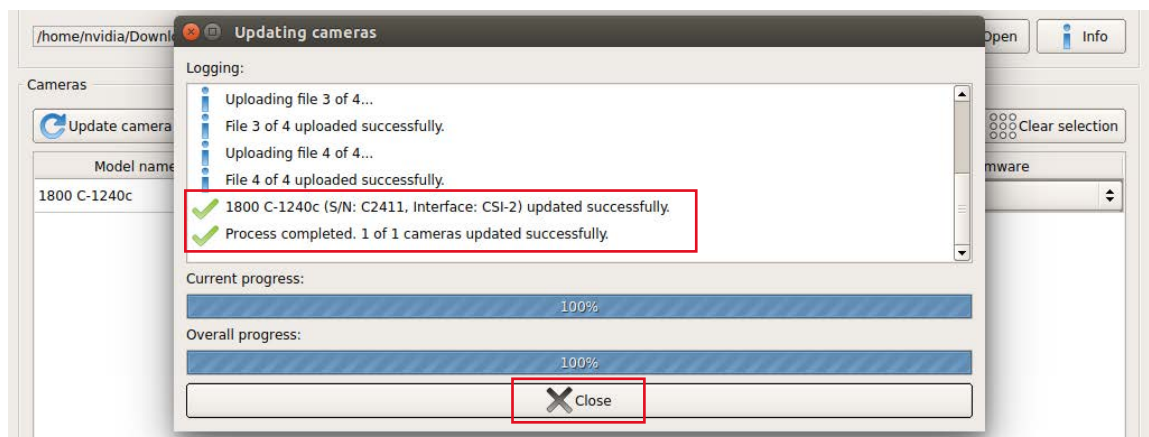 /home/nvidia/Downl
Updating cameras
Open
Info
Logging:
Cameras
Uploading file 3 of 4...
File 3 of 4 uploaded successfully.
Uploading file 4 of 4...
File 4 of 4 uploaded successfully.
1800 C-1240c (S/N: C2411, Interface: CSI-2) updated successfully.
Process completed. 1 of 1 cameras updated successfully.
Update camera
Clear selection
Model name
mware
1800 C-1240c
Current progress:
100%
Overall progress:
100%
Close